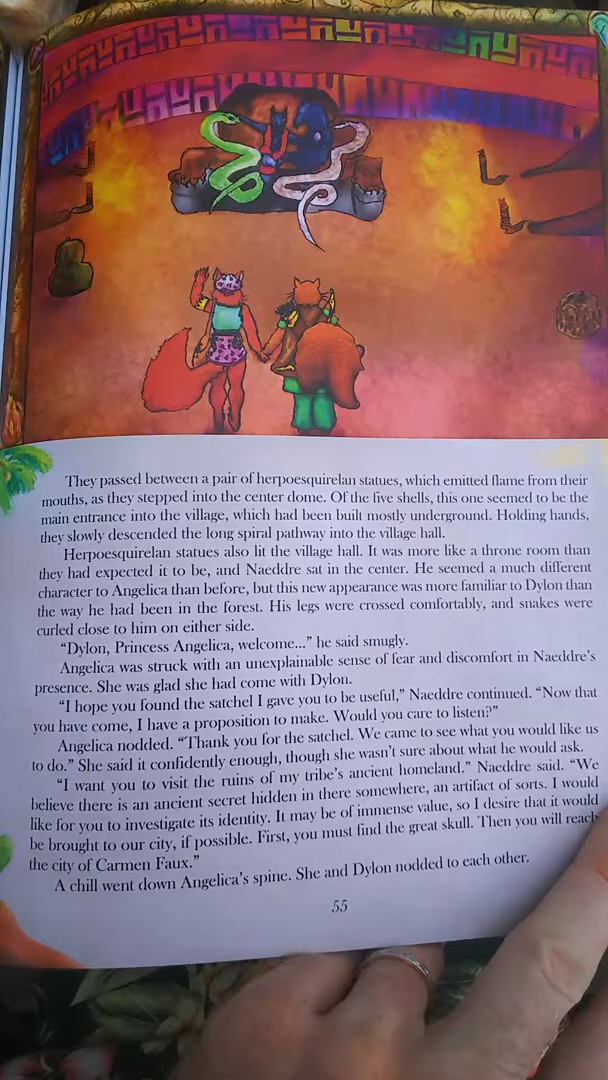 They passed between a pair of herpoesquirelan statues, which emitted flame from their
mouths, as they stepped into the center dome. Of the five shells, this one seemed to be the
main entrance into the village, which had been built mostly underground. Holding hands,
they slowly descended the long spiral pathway into the village hall.
Herpoesquirelan statues also lit the village hall. It was more like a throne room than
they had expected it to be, and Naeddre sat in the center. He seemed a much different
character to Angelica than before, but this new appearance was more familiar to Dylon than
the way he had been in the forest. His legs were crossed comfortably, and snakes were
curled close to him on either side.
“Dylon, Princess Angelica, welcome...” he said smugly.
Angelica was struck with an unexplainable sense of fear and discomfort in Naeddre’s
presence. She was glad she had come with Dylon.
“I hope you found the satchel I gave you to be useful,” Naeddre continued. “Now that
you have come, I have a proposition to make. Would you care to listen?”
Angelica nodded. “Thank you for the satchel. We came to see what you would like us
to do.” She said it confidently enough, though she wasn’t sure about what he would ask.
“I want you to visit the ruins of my tribe’s ancient homeland.” Naeddre said. “We
believe there is an ancient secret hidden in there somewhere, an artifact of sorts. I would
like for you to investigate its identity. It may be of immense value, so I desire that it would
be brought to our city, if possible. First, you must find the great skull. Then you will reach
the city of Carmen Faux.”
A chill went down Angelica’s spine. She and Dylon nodded to each other.
55